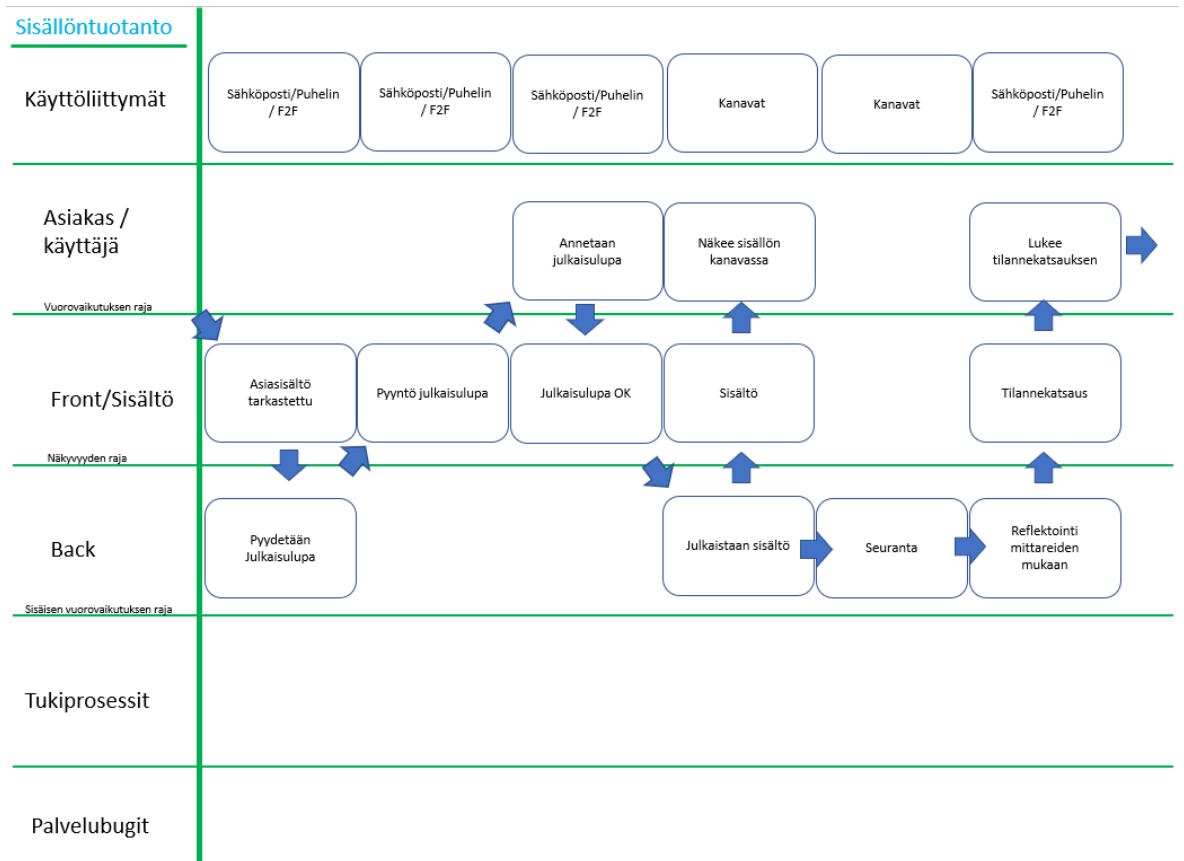 Sisällöntuotanto
Käyttöliittymät
Sähköposti/Puhelin
/ F2F
Sähköposti/Puhelin
/ F2F
Sähköposti/Puhelin
/ F2F
Kanavat
Kanavat
Sähköposti/Puhelin
/ F2F
Asiakas /
käyttäjä
Annetaan
julkaisulupa
Näkee sisällön
kanavassa
Lukee
tilannekatsauksen
Vuorovaikutuksen raja
Front/Sisältö
Asiasisältö
tarkastettu
Pyyntö julkaisulupa
Julkaisulupa OK
Sisältö
Tilannekatsaus
Näkyvyyden raja
Back
Pyydetään
Julkaisulupa
Julkaistaan sisältö
Seuranta
Reflektointi
mittareiden
mukaan
Sisäisen vuorovaikutuksen raja
Tukiprosessit
Palvelubugit